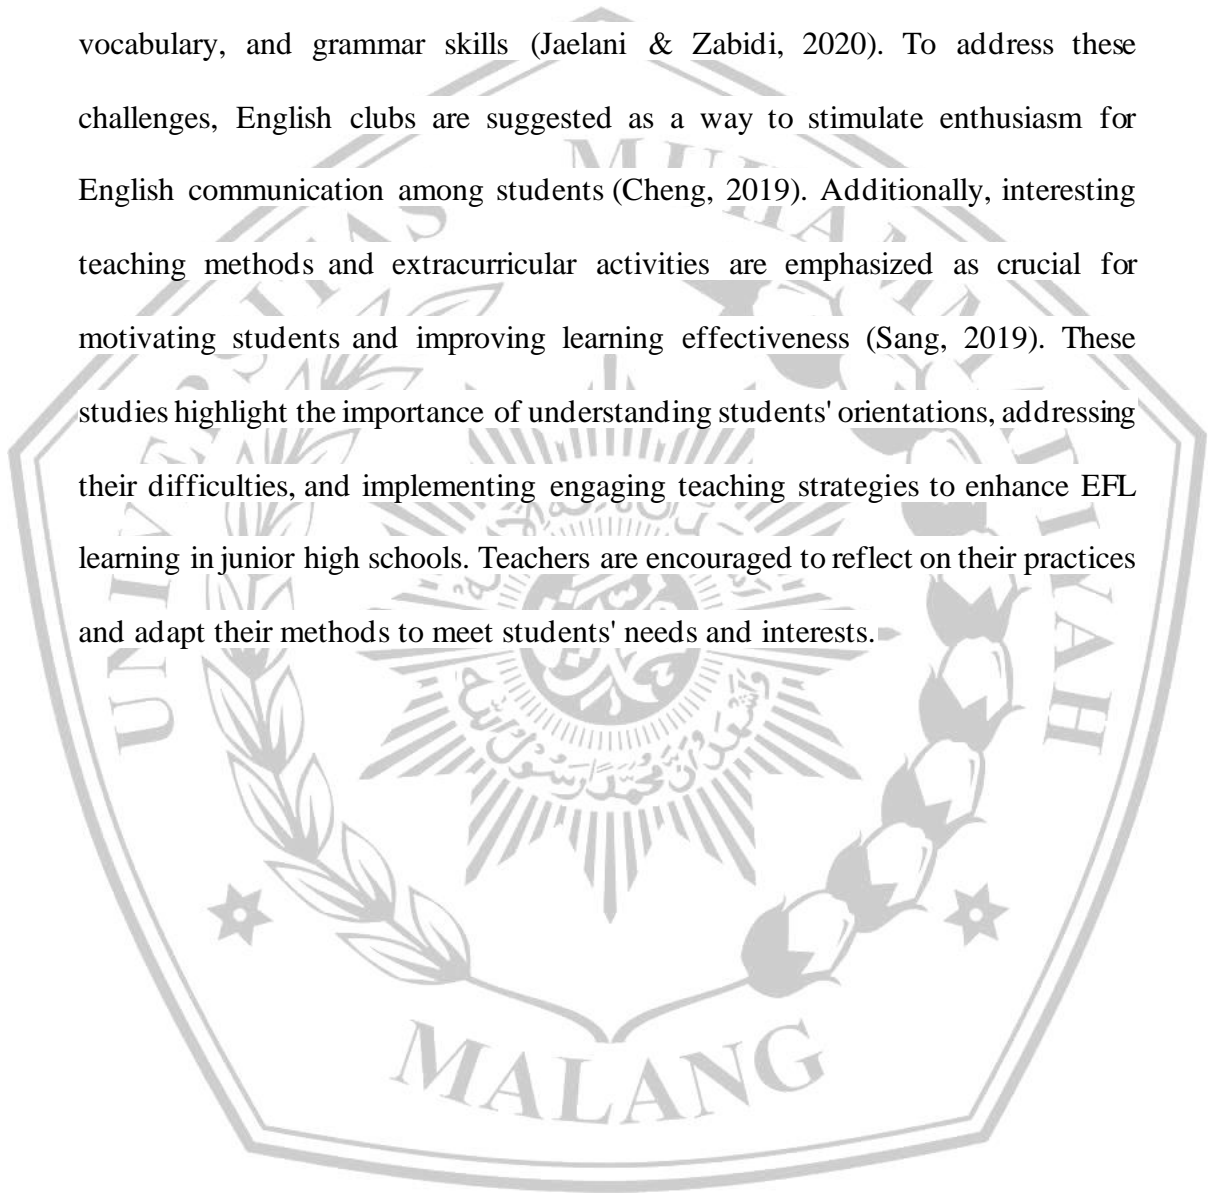 vocabulary, and grammar skills (Jaelani & Zabidi, 2020). To address these
challenges, English clubs are suggested as a way to stimulate enthusiasm for
English communication among students (Cheng, 2019). Additionally, interesting
teaching methods and extracurricular activities are emphasized as crucial for
motivating students and improving learning effectiveness (Sang, 2019). These
studies highlight the importance of understanding students' orientations, addressing
their difficulties, and implementing engaging teaching strategies to enhance EFL
learning in junior high schools. Teachers are encouraged to reflect on their practices
and adapt their methods to meet students' needs and interests.
MALANG